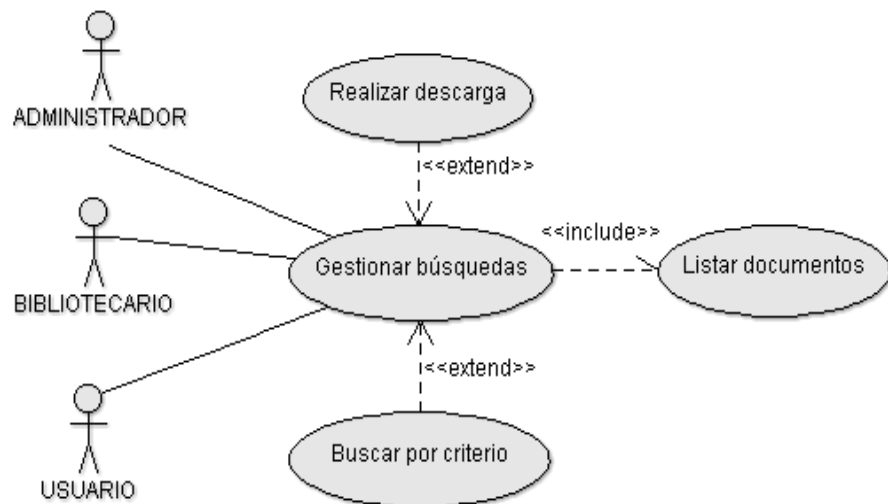 ADMINISTRADOR
Realizar descarga
<<extend>>
BIBLIOTECARIO
Gestionar búsquedas
<<include>>
Listar documentos
<<extend>>
USUARIO
Buscar por criterio